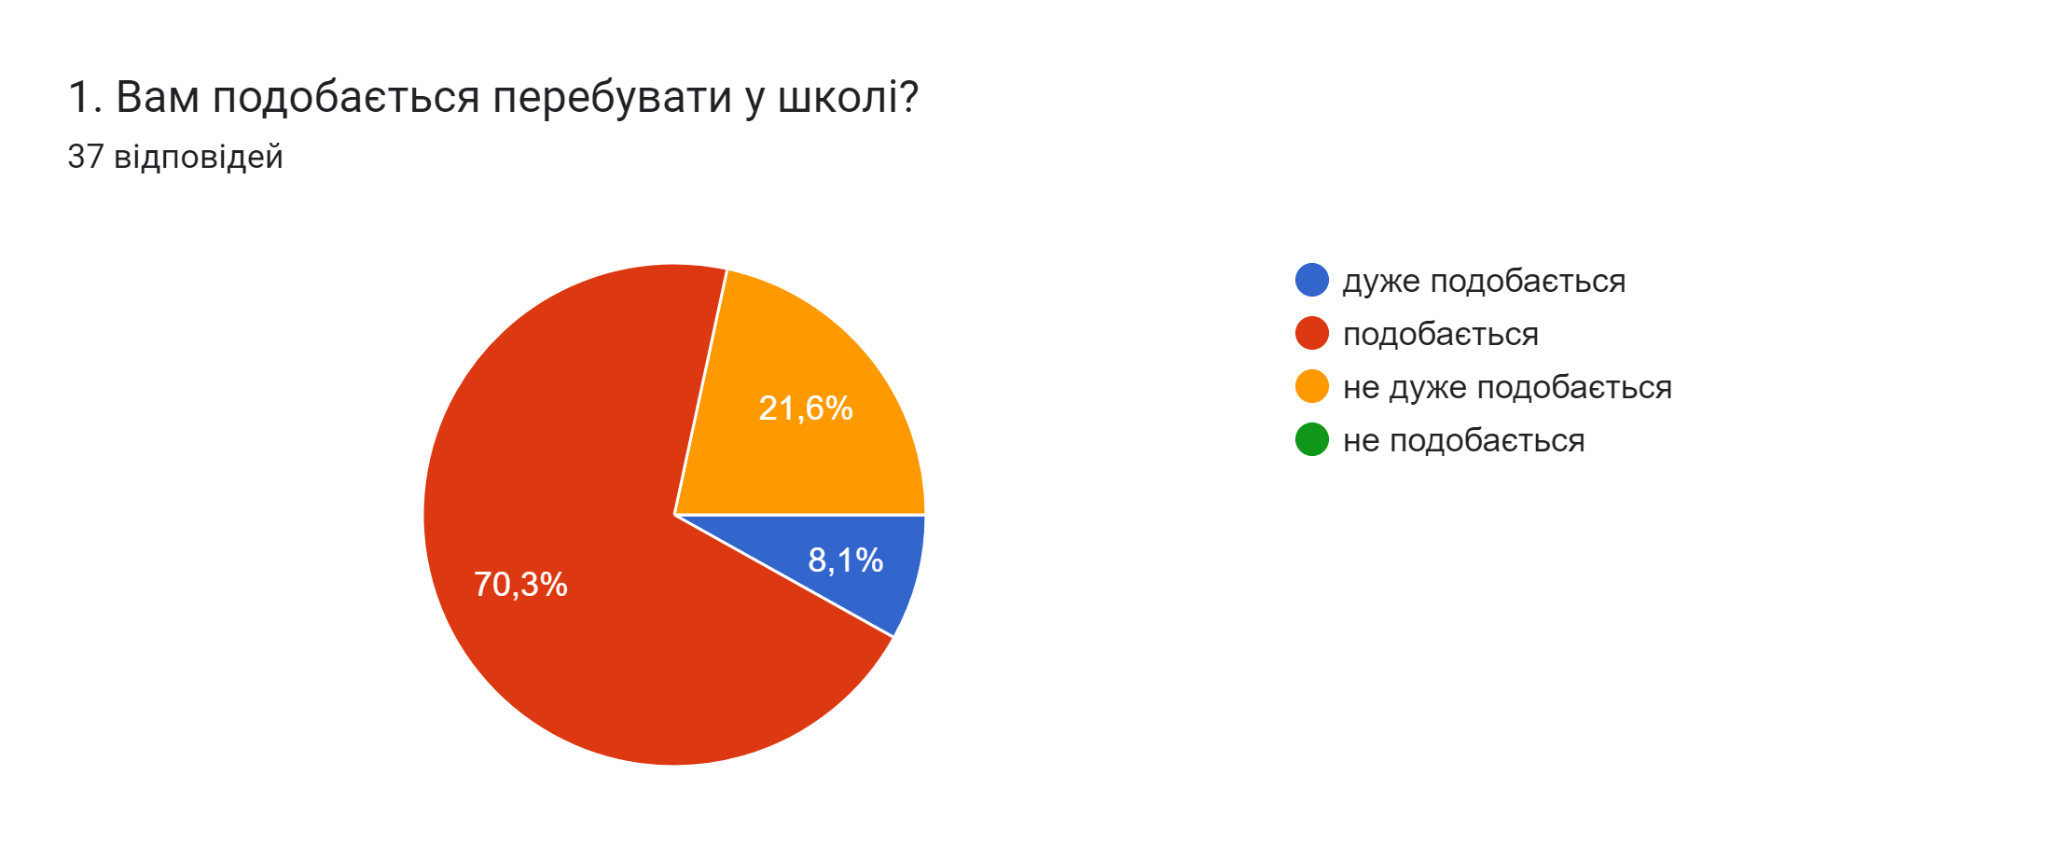 1. Вам подобається перебувати у школі?
37 відповідей
дуже подобається
подобається
не дуже подобається
не подобається
21,6%
8,1%
70,3%